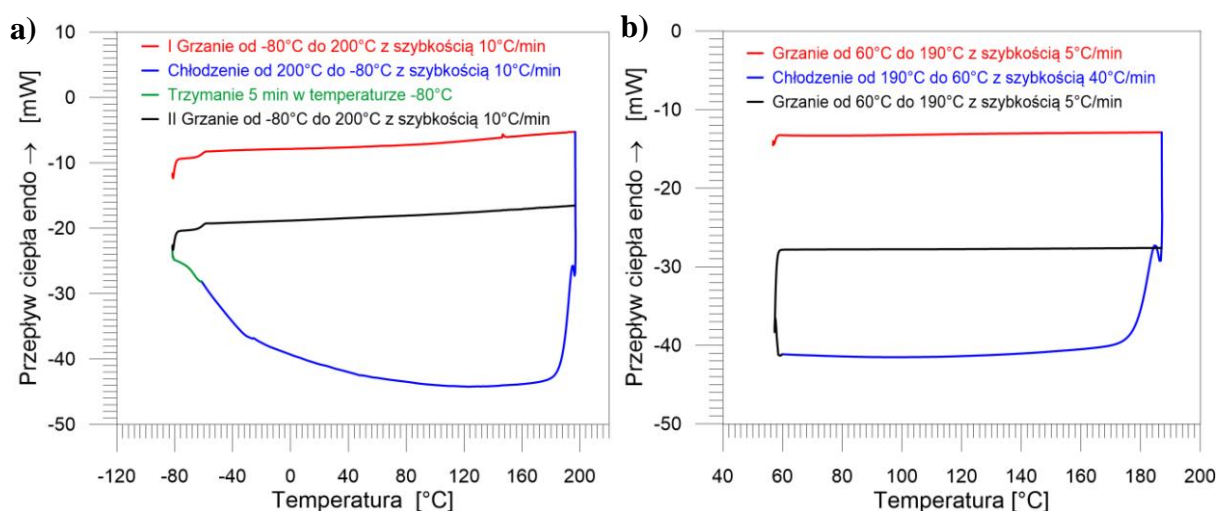 a)
I Grzanie od -80°C do 200°C z szybkością 10°C/min
Chłodzenie od 200°C do -80°C z szybkością 10°C/min
Trzymanie 5 min w temperaturze -80°C
II Grzanie od -80°C do 200°C z szybkością 10°C/min
Przepływ ciepła endo → [mW]
10
0
-10
-20
-30
-40
-50
-120 -80 -40 0 40 80 120 160 200
Temperatura [°C]
b)
Grzanie od 60°C do 190°C z szybkością 5°C/min
Chłodzenie od 190°C do 60°C z szybkością 40°C/min
Grzanie od 60°C do 190°C z szybkością 5°C/min
Przepływ ciepła endo → [mW]
0
-10
-20
-30
-40
-50
40 60 80 100 120 140 160 180 200
Temperatura [°C]